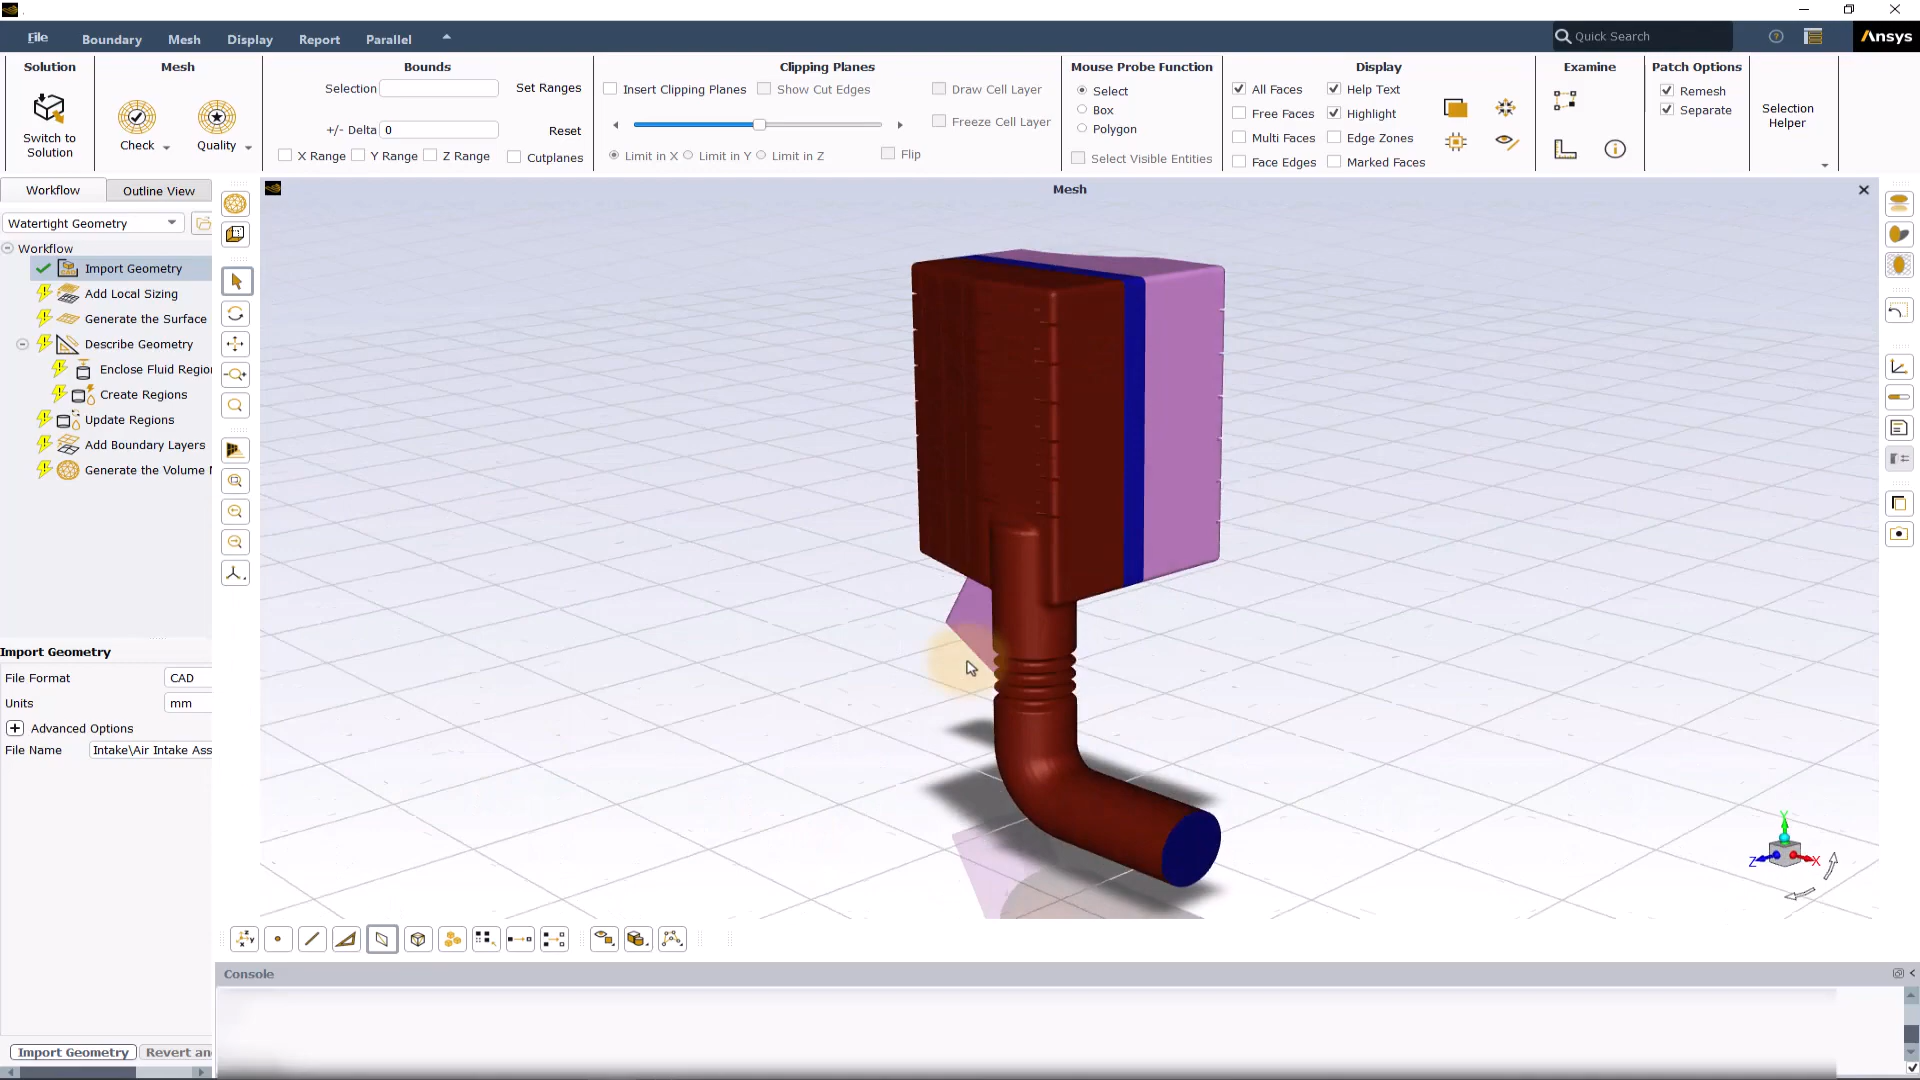 File
Boundary
Mesh
Display
Report
Parallel
Quick Search
Ansys
Solution
Switch to
Solution
Mesh
Check
Quality
Bounds
Selection
Set Ranges
+/- Delta 0
Reset
X Range
Y Range
Z Range
Cutplanes
Clipping Planes
Insert Clipping Planes
Show Cut Edges
Draw Cell Layer
Freeze Cell Layer
Limit in X
Limit in Y
Limit in Z
Flip
Mouse Probe Function
Select
Box
Polygon
Select Visible Entities
Display
All Faces
Help Text
Free Faces
Highlight
Multi Faces
Edge Zones
Face Edges
Marked Faces
Examine
Patch Options
Remesh
Separate
Selection
Helper
Workflow
Outline View
Watertight Geometry
Workflow
Import Geometry
Add Local Sizing
Generate the Surface
Describe Geometry
Enclose Fluid Regio
Create Regions
Update Regions
Add Boundary Layers
Generate the Volume
Mesh
Import Geometry
File Format CAD
Units mm
Advanced Options
File Name Intake\Air Intake Ass
Import Geometry
Revert an
Y
Z
X
Console